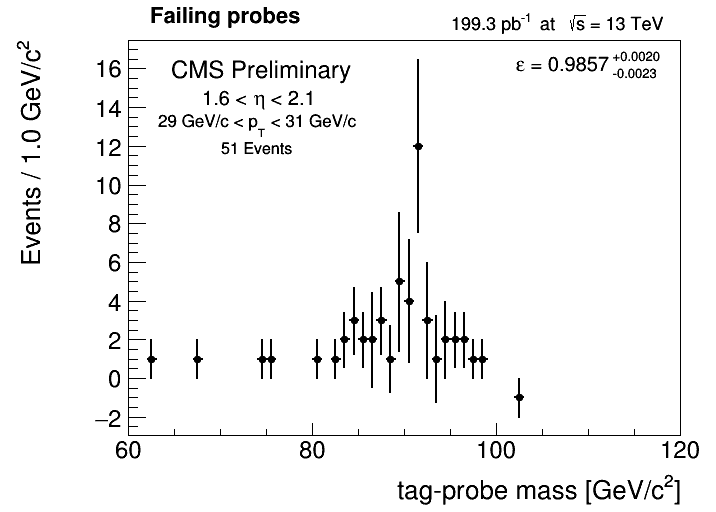 Failing probes
199.3 pb⁻¹ at √s = 13 TeV
CMS Preliminary
ε = 0.9857 +0.0020 -0.0023
1.6 < η < 2.1
29 GeV/c < p_T < 31 GeV/c
51 Events
Events / 1.0 GeV/c²
16
14
12
10
8
6
4
2
0
−2
60 80 100 120
tag-probe mass [GeV/c²]